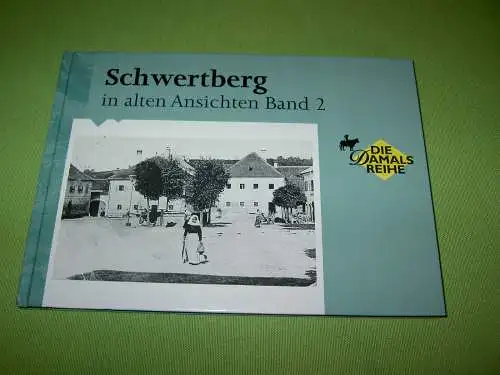 Schwertberg
in alten Ansichten Band 2
DIE
DAMALS
REIHE